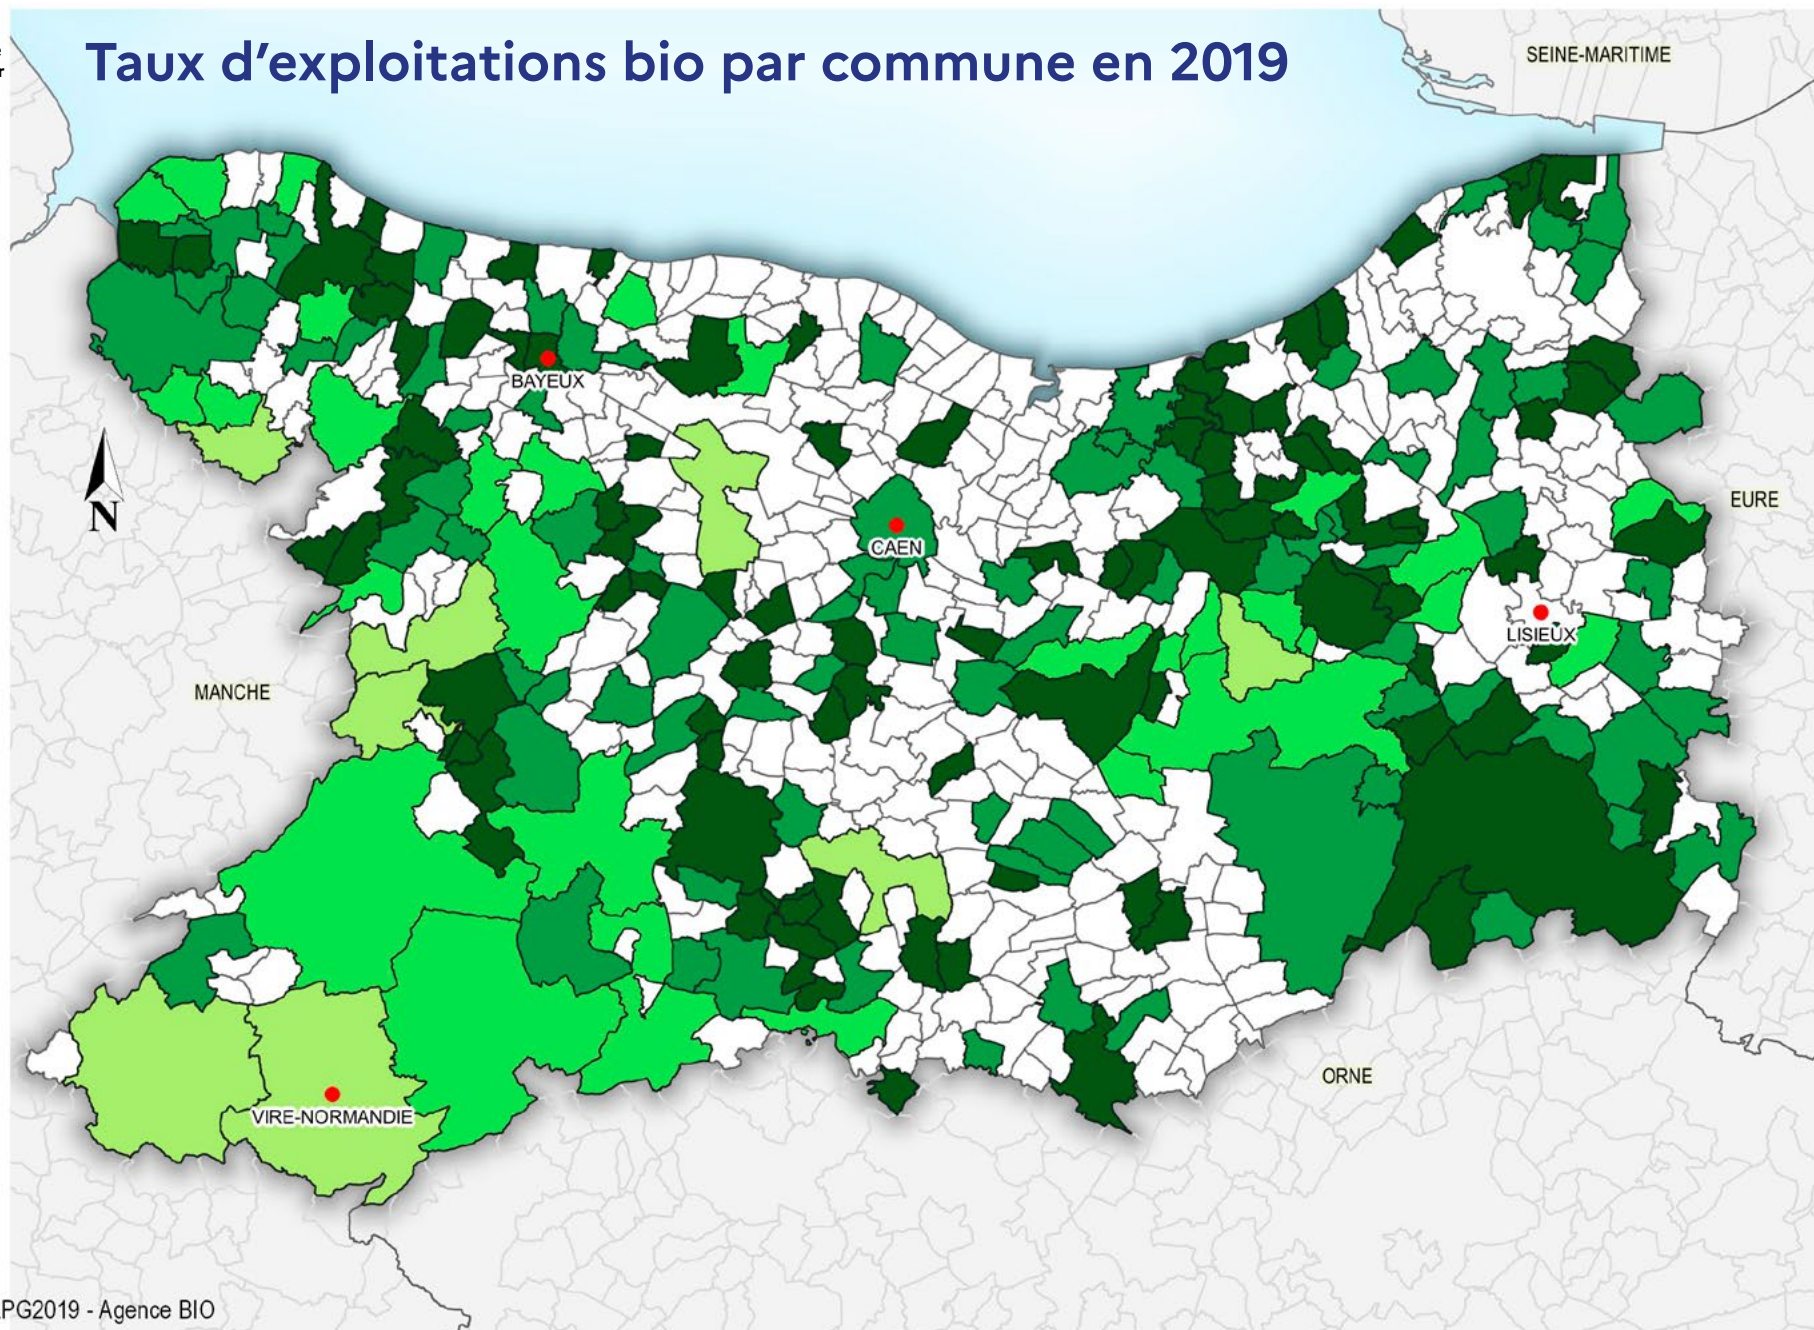 Taux d'exploitations bio par commune en 2019
SEINE-MARITIME
BAYEUX
EURE
N
CAEN
LISIEUX
MANCHE
ORNE
VIRE-NORMANDIE
PG2019 - Agence BIO